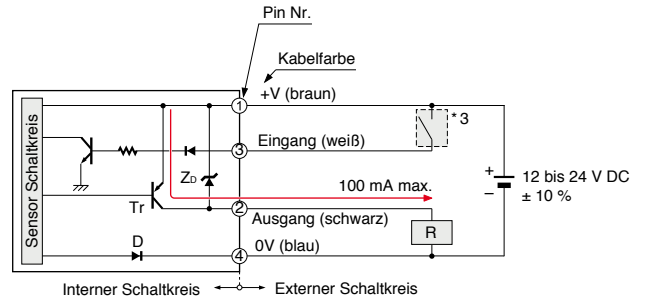 Pin Nr.
Kabelfarbe
+V (braun)
1
*3
Eingang (weiß)
3
Sensor Schaltkreis
ZD
100 mA max.
+
12 bis 24 V DC
–
± 10 %
Tr
2
Ausgang (schwarz)
R
D
0V (blau)
4
Interner Schaltkreis
Externer Schaltkreis